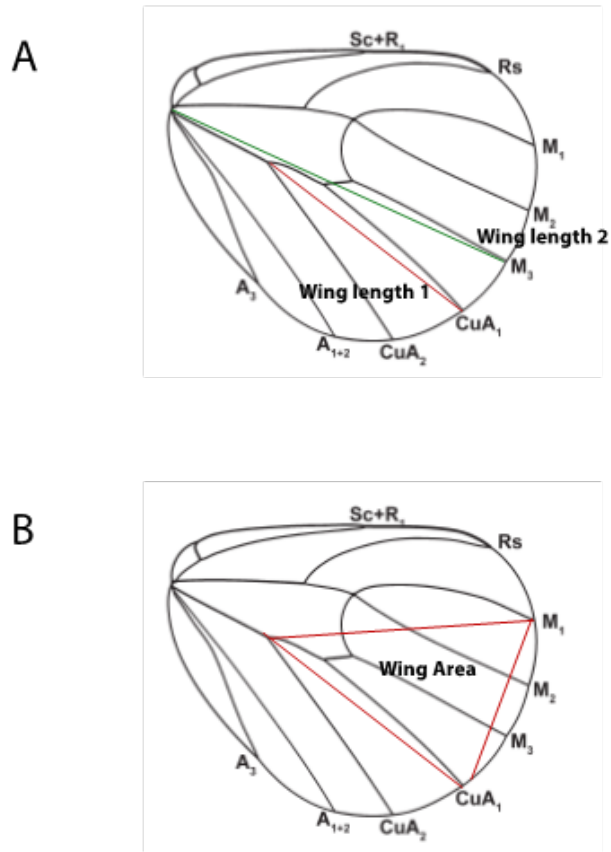 A
Sc+R₁
Rs
M₁
M₂
Wing length 2
M₃
A₃
Wing length 1
CuA₁
A₁₊₂
CuA₂
B
Sc+R₁
Rs
M₁
Wing Area
M₂
M₃
A₃
CuA₁
A₁₊₂
CuA₂